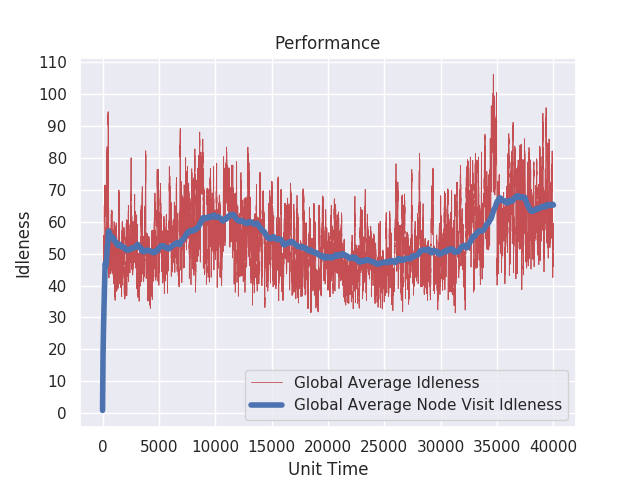 Performance
110
100
90
80
70
60
50
40
30
20
10
0
Idleness
Global Average Idleness
Global Average Node Visit Idleness
0 5000 10000 15000 20000 25000 30000 35000 40000
Unit Time